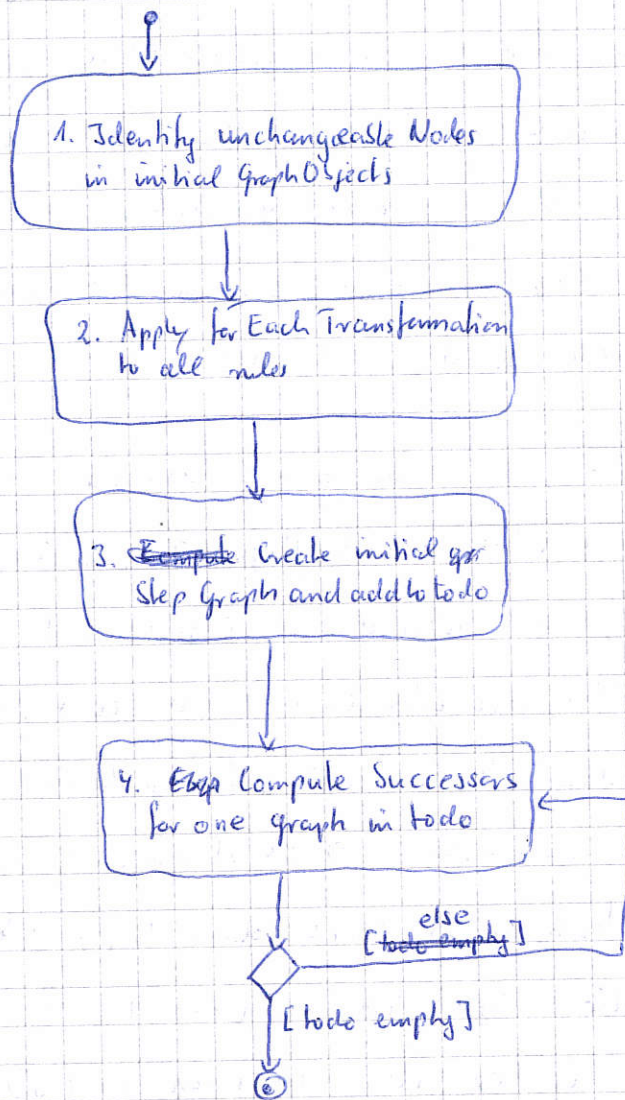 1. Identify unchangeable Nodes
in initial GraphObjects
2. Apply for Each Transformation
to all rules
3. Compute Create initial
Step Graph and add to todo
4. Compute Successors
for one graph in todo
else
[todo empty]
[todo empty]